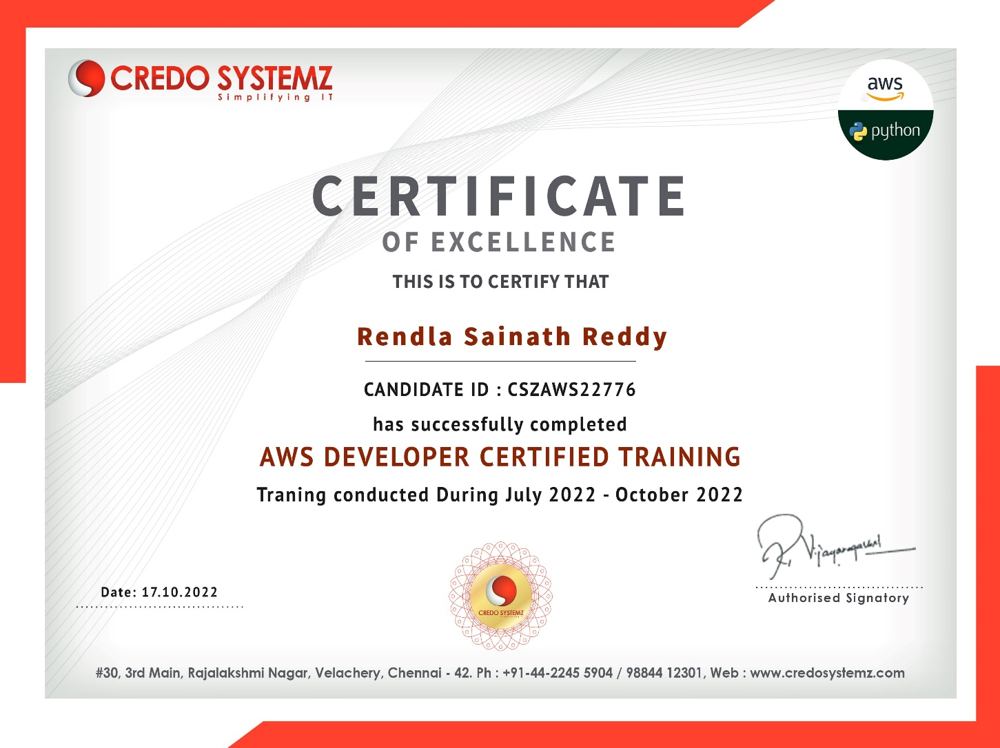 CREDO SYSTEMZ
Simplifying IT
aws
python
CERTIFICATE
OF EXCELLENCE
THIS IS TO CERTIFY THAT
Rendla Sainath Reddy
CANDIDATE ID : CSZAWS22776
has successfully completed
AWS DEVELOPER CERTIFIED TRAINING
Traning conducted During July 2022 - October 2022
R. Vijayaragavan
Date: 17.10.2022
Authorised Signatory
CREDO SYSTEMZ
Simplifying IT
#30, 3rd Main, Rajalakshmi Nagar, Velachery, Chennai - 42. Ph : +91-44-2245 5904 / 98844 12301, Web : www.credosystemz.com